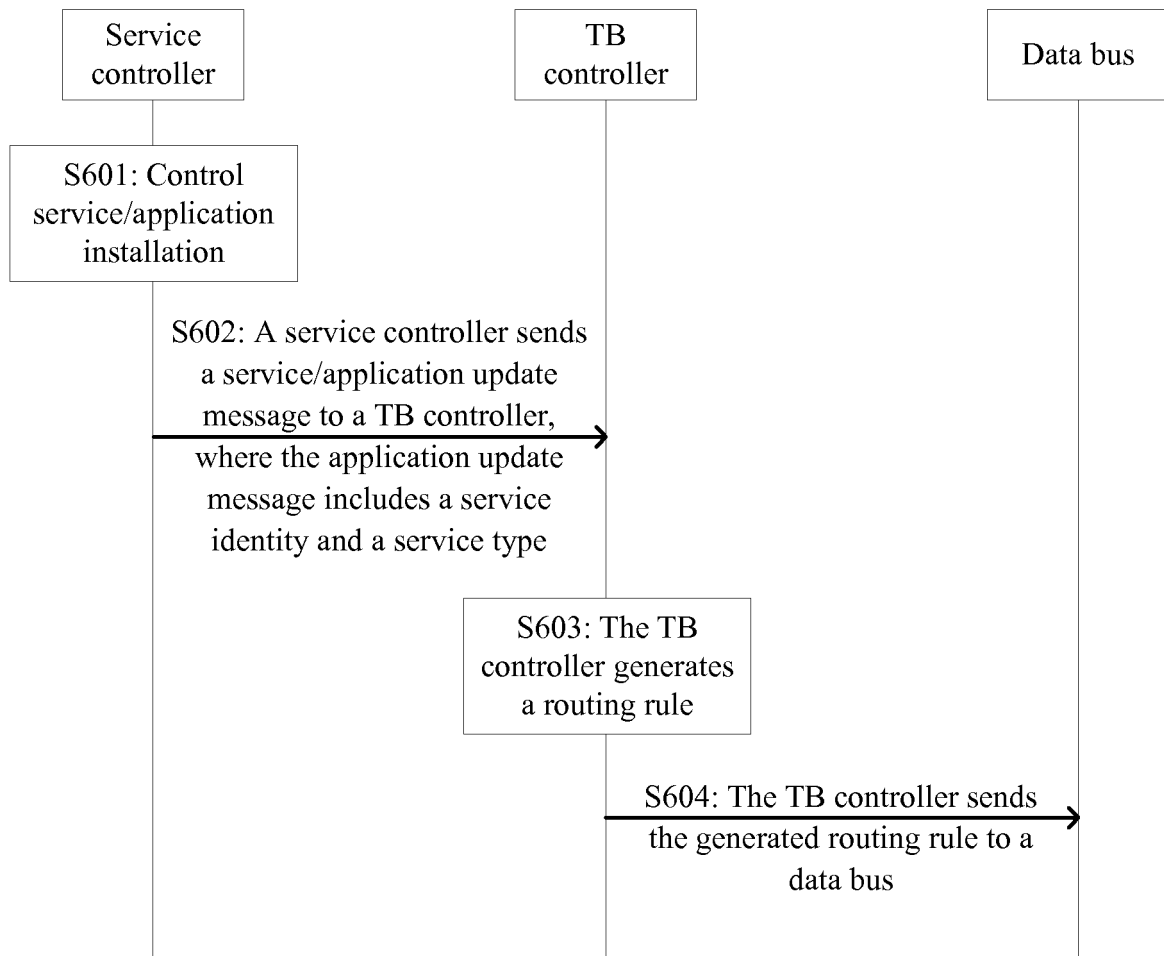 Service
controller
TB
controller
Data bus
S601: Control
service/application
installation
S602: A service controller sends
a service/application update
message to a TB controller,
where the application update
message includes a service
identity and a service type
S603: The TB
controller generates
a routing rule
S604: The TB controller sends
the generated routing rule to a
data bus